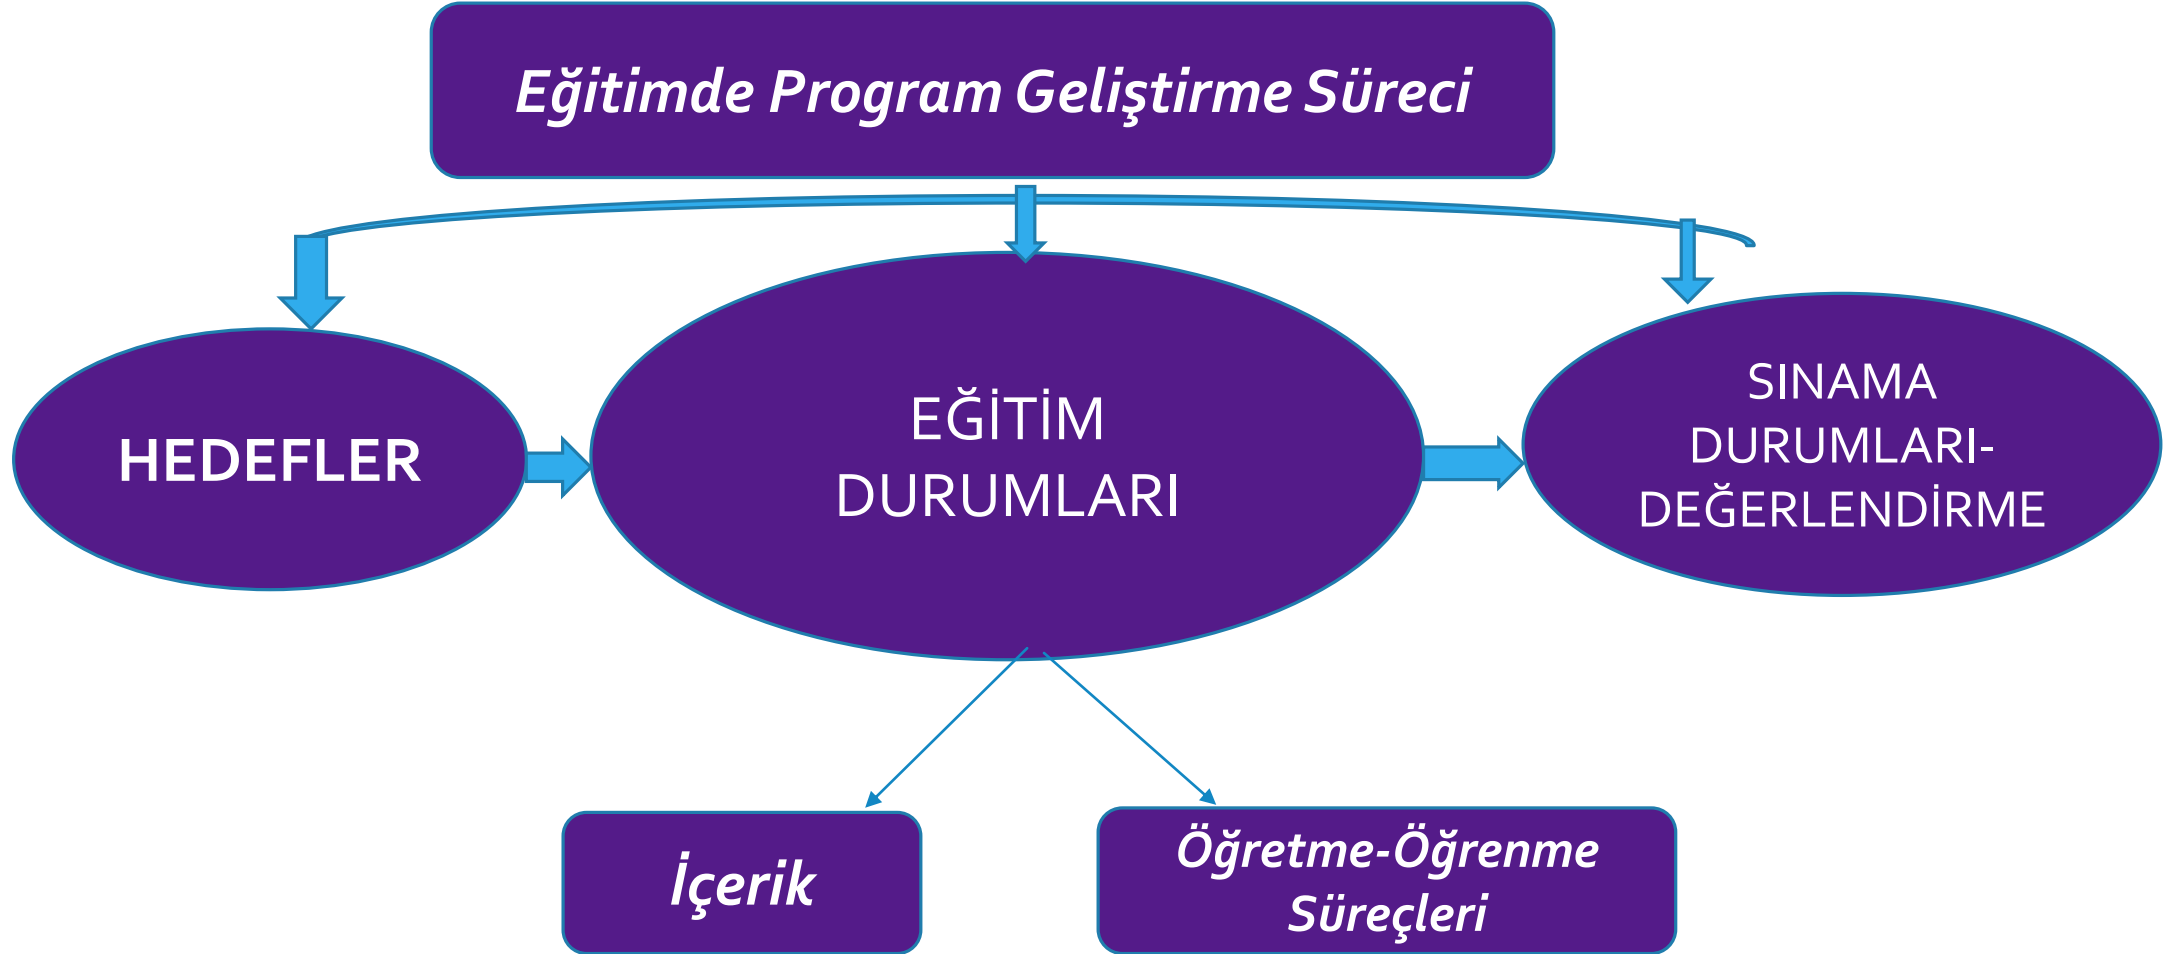 Eğitimde Program Geliştirme Süreci
HEDEFLER
EĞİTİM
DURUMLARI
SINAMA
DURUMLARI-
DEĞERLENDİRME
İçerik
Öğretme-Öğrenme
Süreçleri